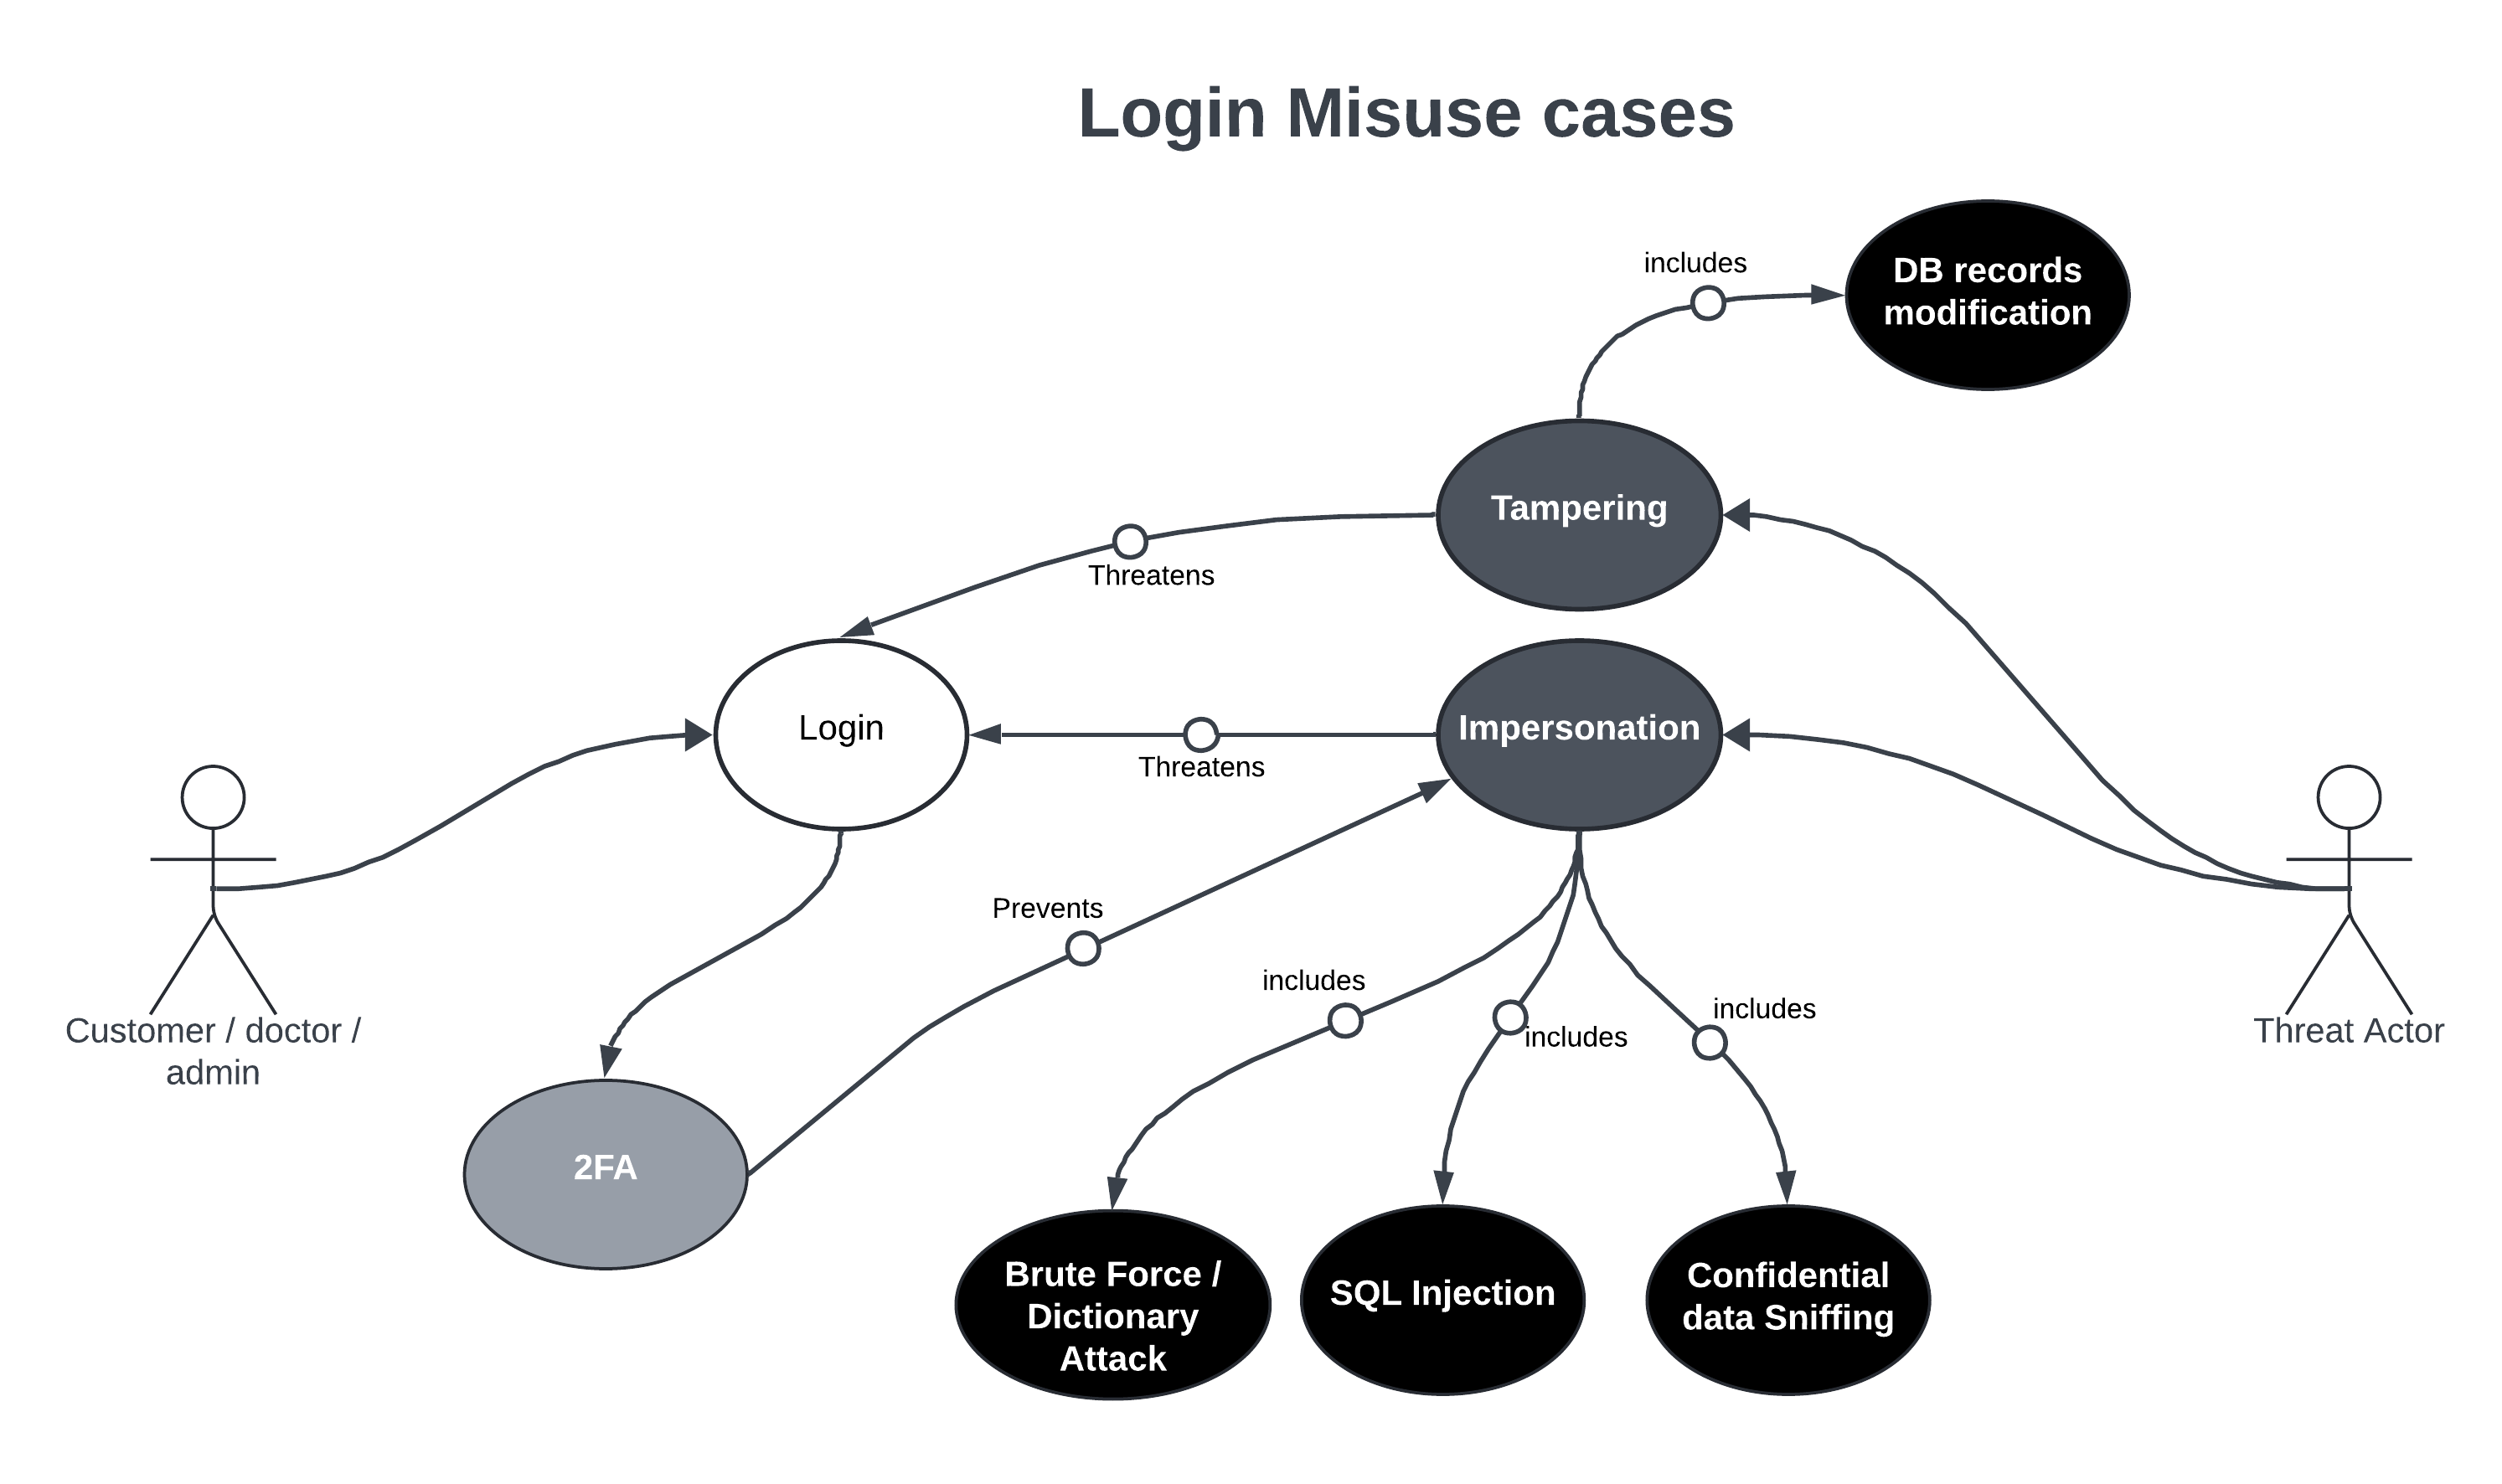 Login Misuse cases
includes
DB records
modification
Tampering
Threatens
Login
Impersonation
Threatens
Prevents
includes
includes
includes
Customer / doctor /
admin
Threat Actor
2FA
Brute Force /
Dictionary
Attack
SQL Injection
Confidential
data Sniffing